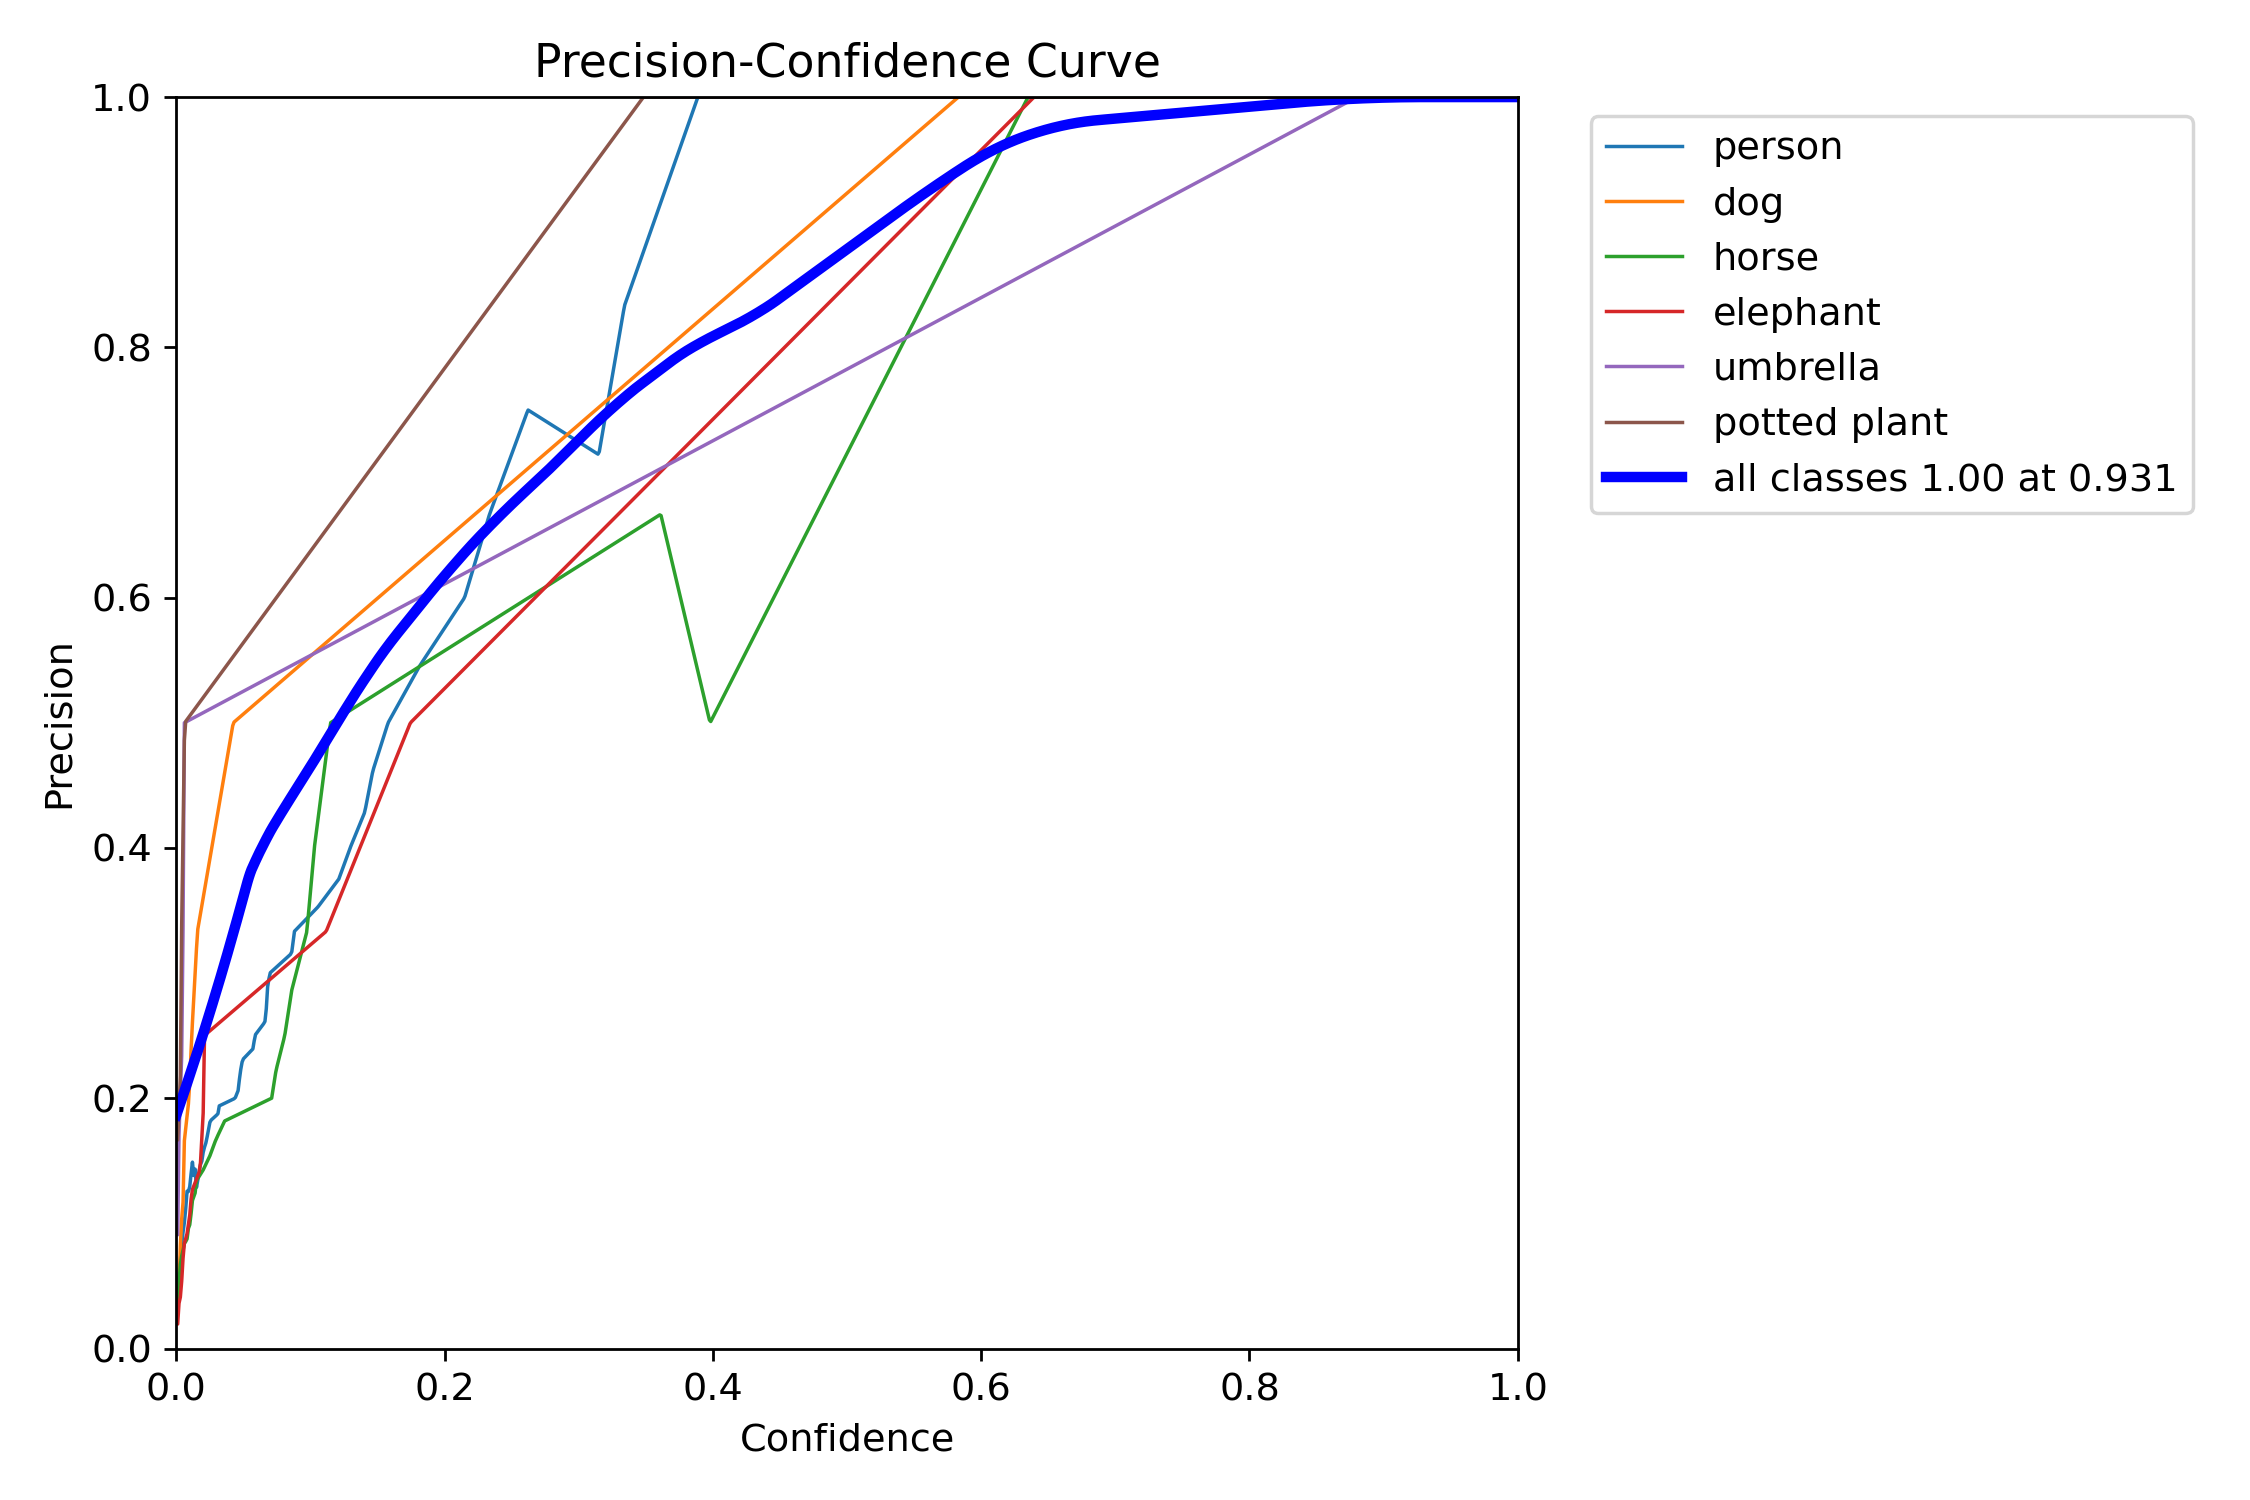 Precision-Confidence Curve
1.0
0.8
0.6
0.4
0.2
0.0
Precision
0.0 0.2 0.4 0.6 0.8 1.0
Confidence
person
dog
horse
elephant
umbrella
potted plant
all classes 1.00 at 0.931